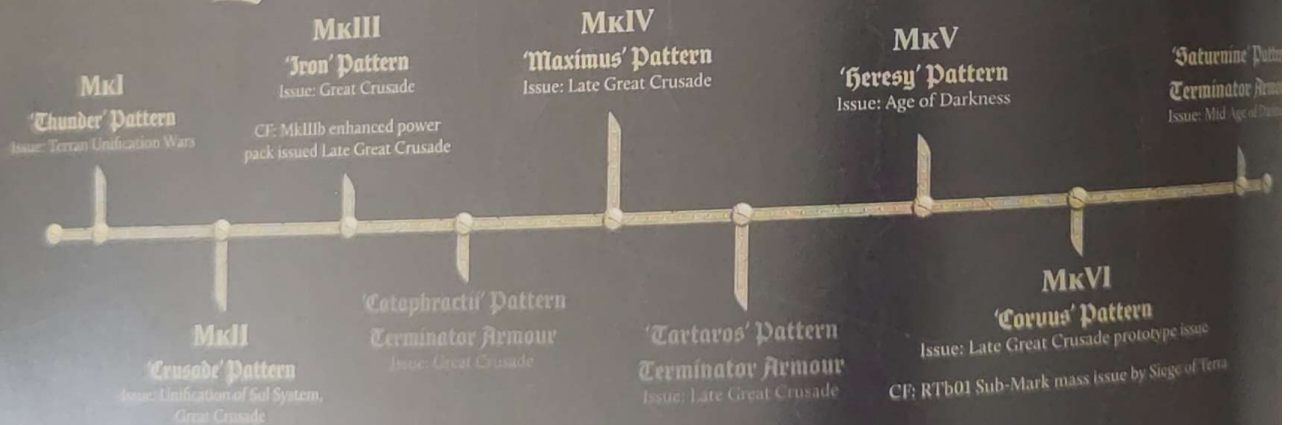 MkI
'Thunder' Pattern
Issue: Terran Unification Wars
MkII
'Crusade' Pattern
Issue: Unification of Sol System,
Great Crusade
MkIII
'Iron' Pattern
Issue: Great Crusade
CF: MkIIIb enhanced power
pack issued Late Great Crusade
'Cataphractii' Pattern
Terminator Armour
Issue: Great Crusade
MkIV
'Maximus' Pattern
Issue: Late Great Crusade
'Tartaros' Pattern
Terminator Armour
Issue: Late Great Crusade
MkV
'Heresy' Pattern
Issue: Age of Darkness
MkVI
'Corvus' Pattern
Issue: Late Great Crusade prototype issue
CF: RTb01 Sub-Mark mass issue by Siege of Terra
'Saturnine'
Terminator
Issue: Mid Age of